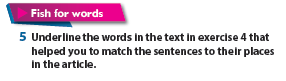 Fish for words
5 Underline the words in the text in exercise 4 that
helped you to match the sentences to their places
in the article.